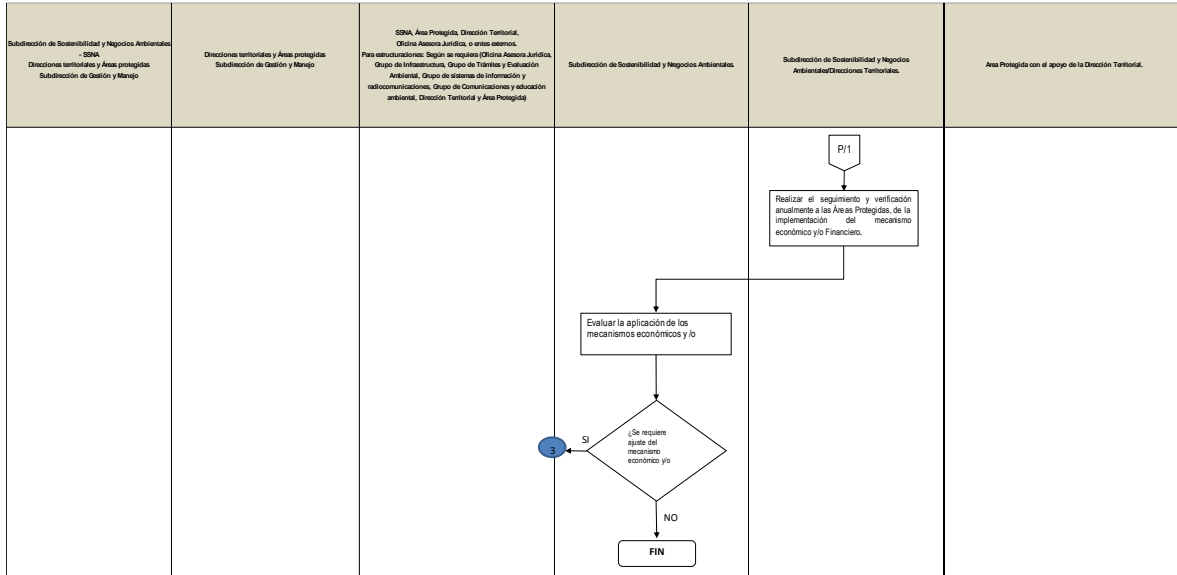 Subdirección de Sostenibilidad y Negocios Ambientales
- SSNA
Direcciones territoriales y Áreas protegidas
Subdirección de Gestión y Manejo
Direcciones territoriales y Áreas protegidas
Subdirección de Gestión y Manejo
SSNA, Área Protegida, Dirección Territorial,
Oficina Asesora Jurídica, o entes externos.
Para estructuraciones: Según se requiera (Oficina Asesora Jurídica,
Grupo de Infraestructura, Grupo de Trámites y Evaluación
Ambiental, Grupo de sistemas de información y
radiocomunicaciones, Grupo de Comunicaciones y educación
ambiental, Dirección Territorial y Área Protegida)
Subdirección de Sostenibilidad y Nregocios Ambientales.
Subdirección de Sostenibilidad y Negocios
Ambientales/Direcciones Territoriales.
Area Protegida con el apoyo de la Dirección Territorial.
P/1
Realizar el seguimiento y verificación
anualmente a las Áreas Protegidas, de la
implementación del mecanismo
económico y/o Financiero.
Evaluar la aplicación de los
mecanismos económicos y /o
¿Se requiere
ajuste del
mecanismo
económico y/o
SI
3
NO
FIN